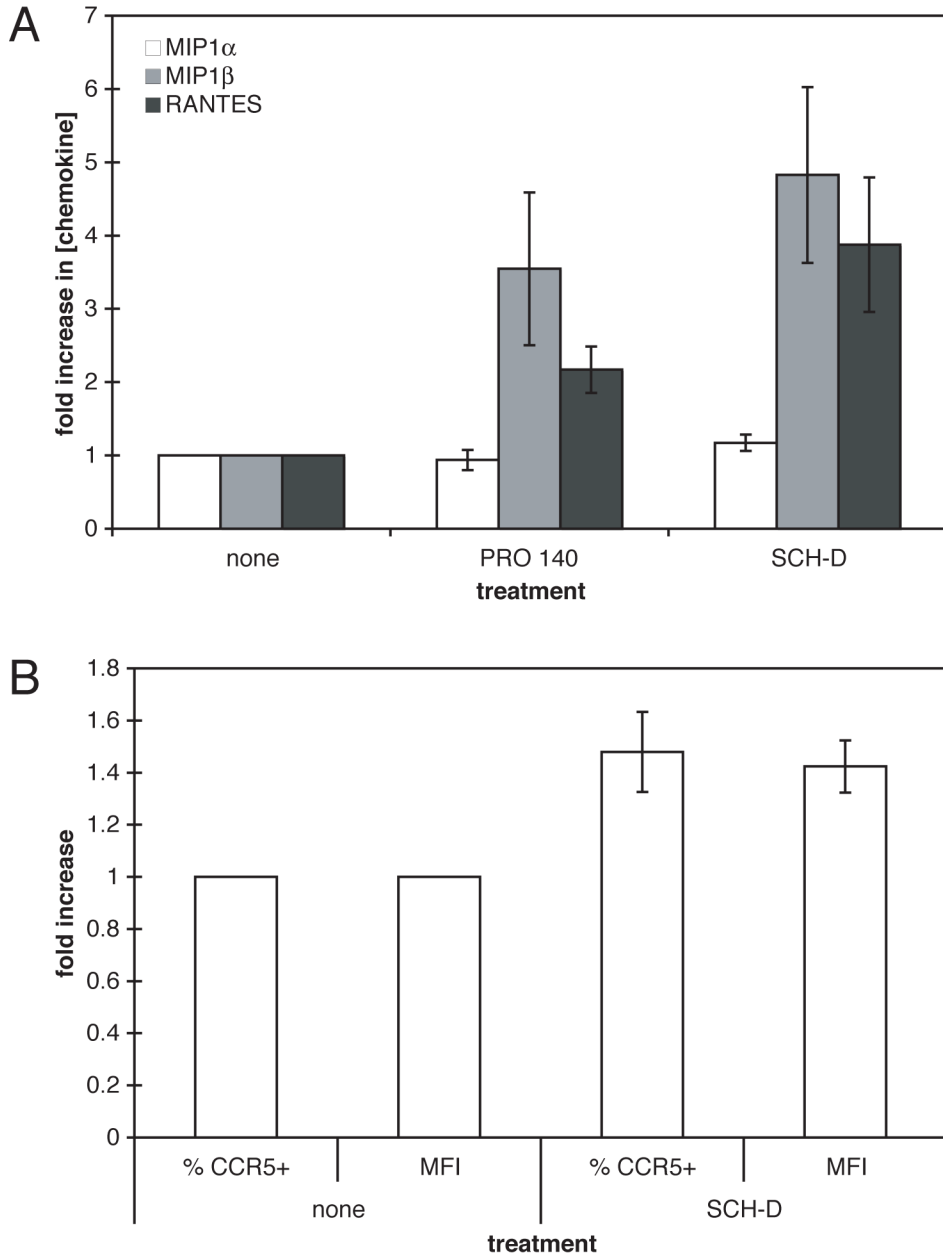 A
7
6
5
4
3
2
1
0
fold increase in [chemokine]
MIP1α
MIP1β
RANTES
none PRO 140 SCH-D
treatment
B
1.8
1.6
1.4
1.2
1
0.8
0.6
0.4
0.2
0
fold increase
% CCR5+ MFI % CCR5+ MFI
none SCH-D
treatment